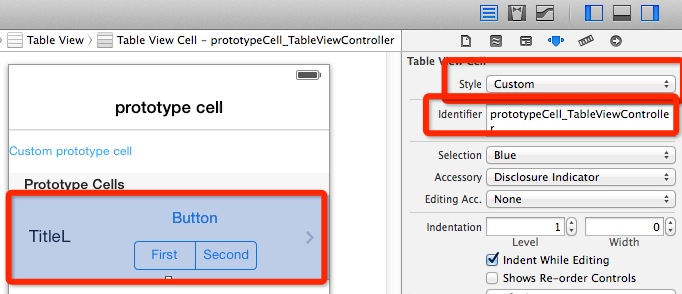 Table View
Table View Cell – prototypeCell_TableViewController
prototype cell
Custom prototype cell
Prototype Cells
Button
TitleL
First
Second
Table View Cell
Style
Custom
Identifier
prototypeCell_TableViewControlle
r
Selection
Blue
Accessory
Disclosure Indicator
Editing Acc.
None
Indentation
1
0
Level
Width
Indent While Editing
Shows Re-order Controls